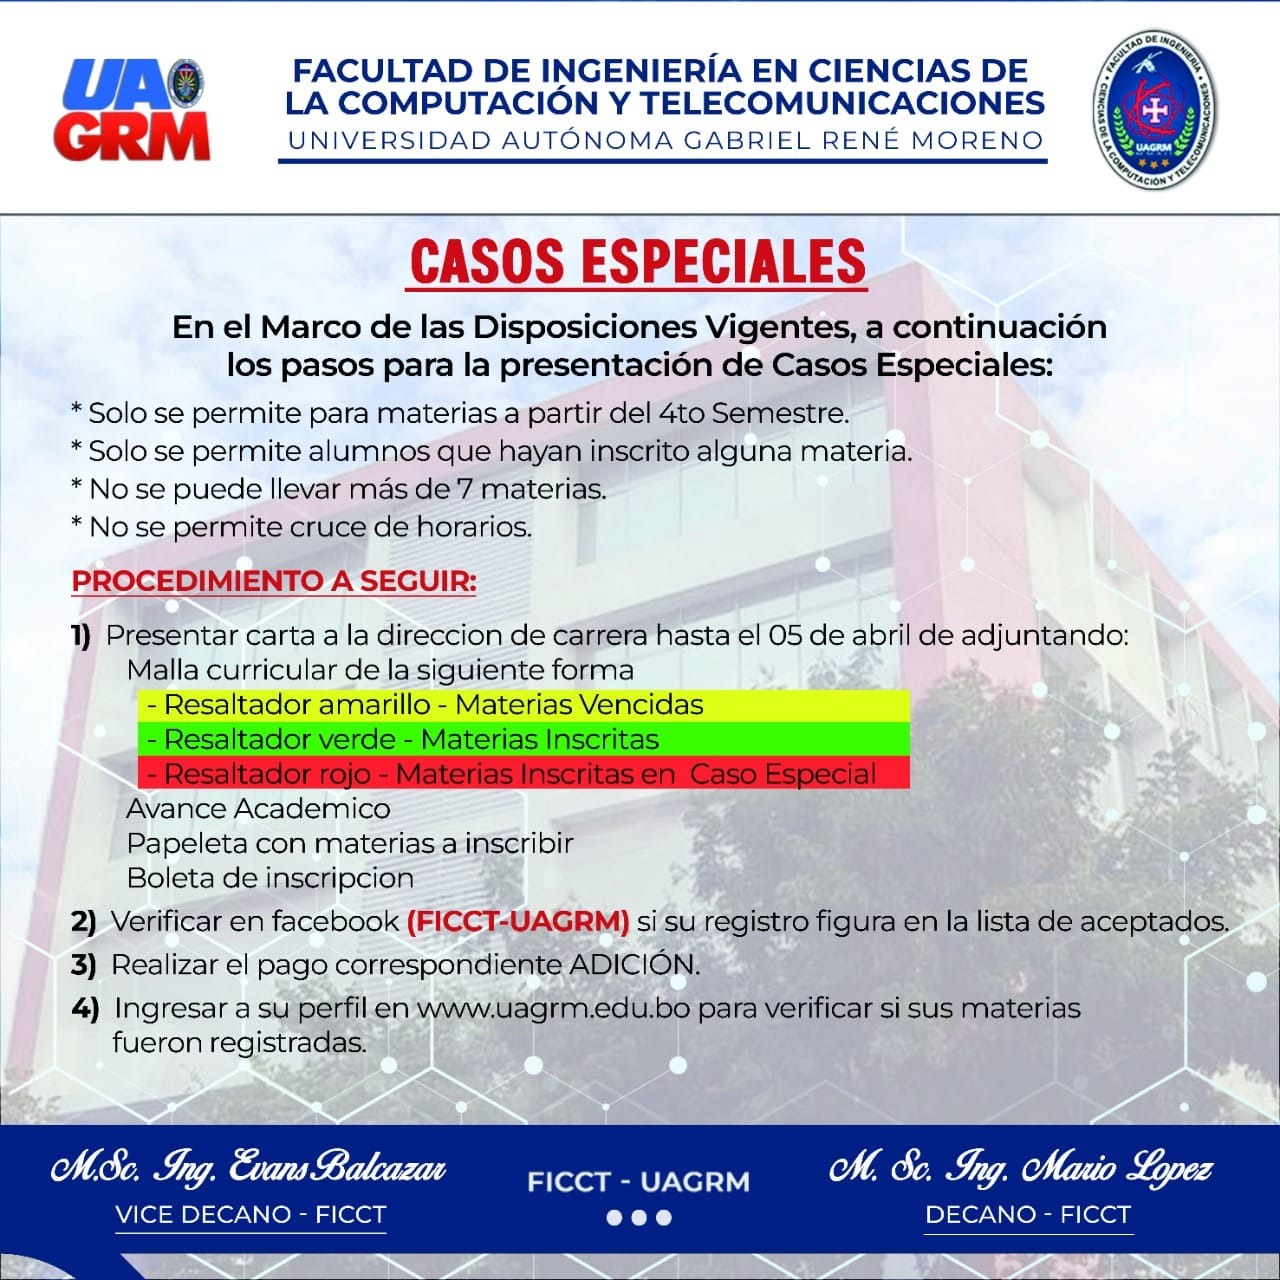 UA
GRM
FACULTAD DE INGENIERÍA EN CIENCIAS DE
LA COMPUTACIÓN Y TELECOMUNICACIONES
UNIVERSIDAD AUTÓNOMA GABRIEL RENÉ MORENO
FACULTAD DE INGENIERÍA
CIENCIAS DE LA COMPUTACIÓN Y TELECOMUNICACIONES
UAGRM
CASOS ESPECIALES
En el Marco de las Disposiciones Vigentes, a continuación
los pasos para la presentación de Casos Especiales:
* Solo se permite para materias a partir del 4to Semestre.
* Solo se permite alumnos que hayan inscrito alguna materia.
* No se puede llevar más de 7 materias.
* No se permite cruce de horarios.
PROCEDIMIENTO A SEGUIR:
1) Presentar carta a la direccion de carrera hasta el 05 de abril de adjuntando:
Malla curricular de la siguiente forma
- Resaltador amarillo - Materias Vencidas
- Resaltador verde - Materias Inscritas
- Resaltador rojo - Materias Inscritas en Caso Especial
Avance Academico
Papeleta con materias a inscribir
Boleta de inscripcion
2) Verificar en facebook (FICCT-UAGRM) si su registro figura en la lista de aceptados.
3) Realizar el pago correspondiente ADICIÓN.
4) Ingresar a su perfil en www.uagrm.edu.bo para verificar si sus materias
fueron registradas.
M.Sc. Ing. Evans Balcazar
VICE DECANO - FICCT
FICCT - UAGRM
M. Sc. Ing. Mario Lopez
DECANO - FICCT